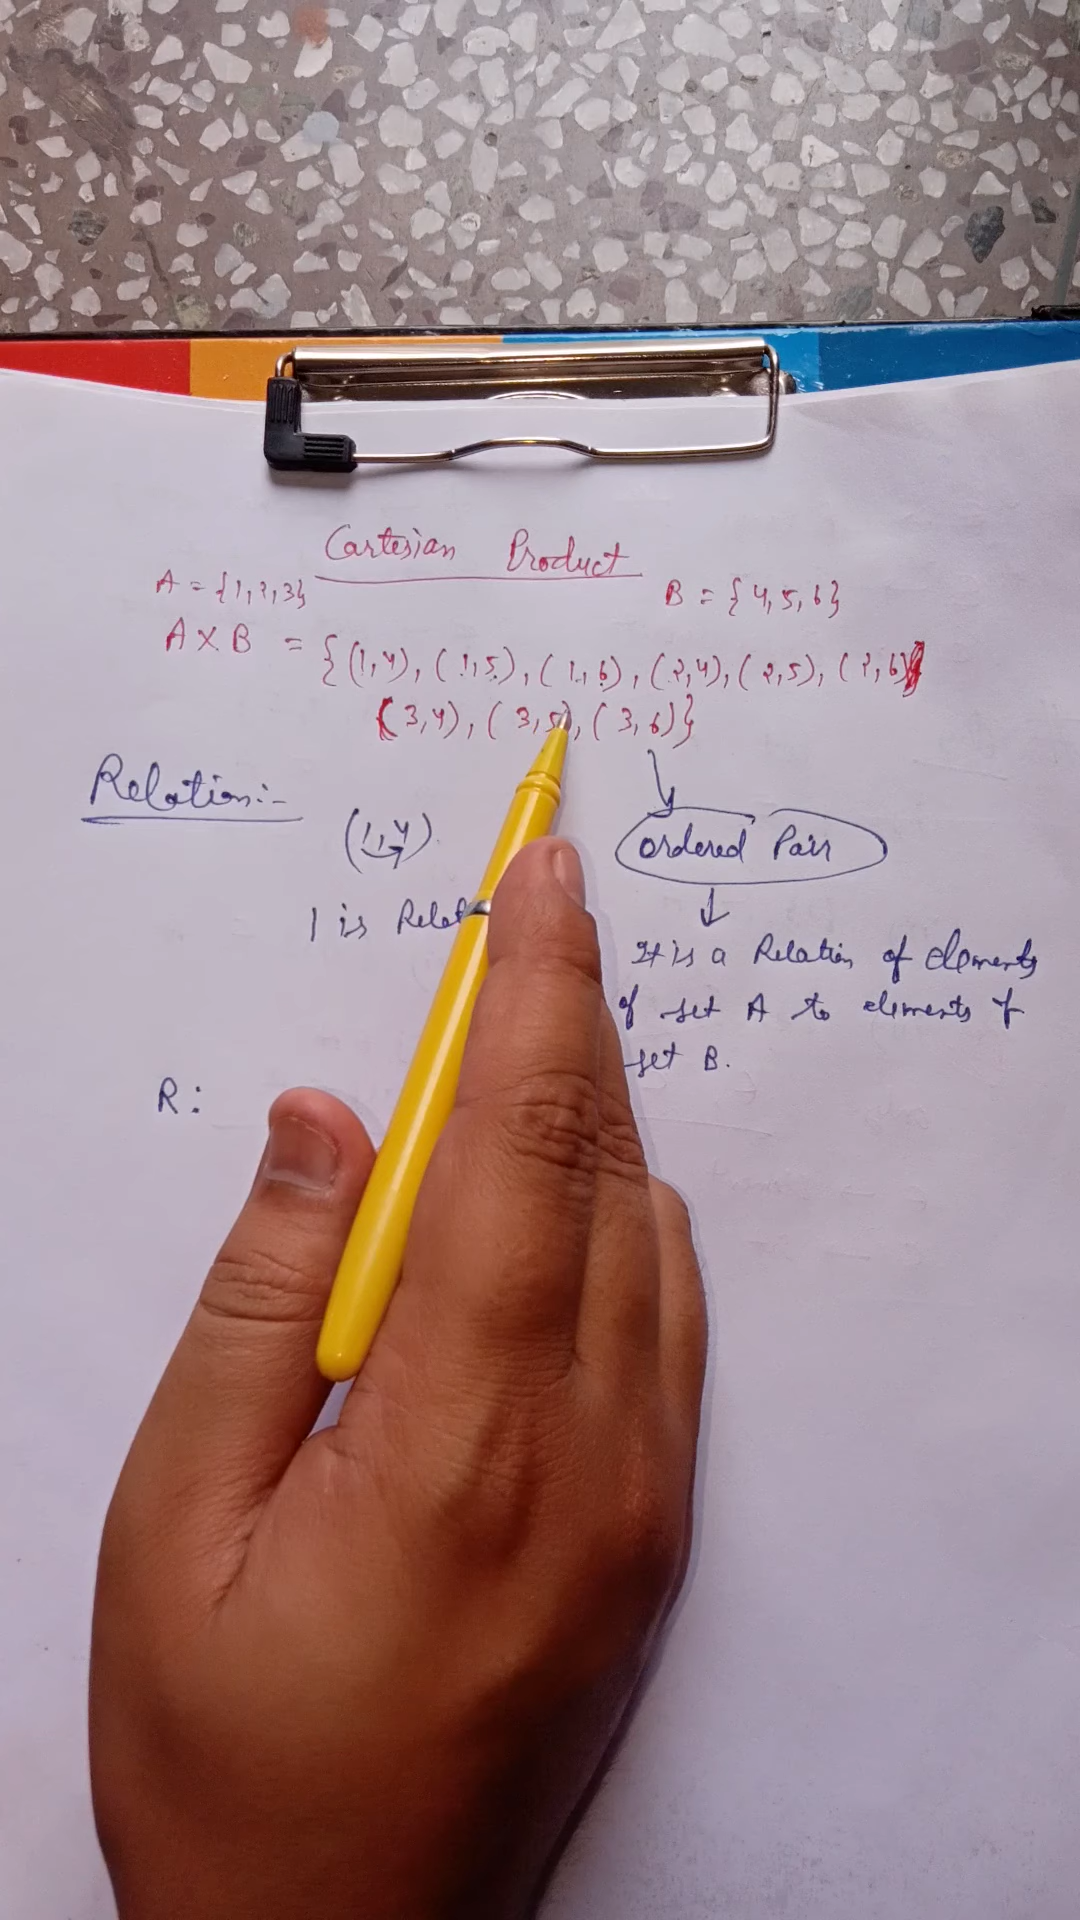 Cartesian Product
A = {1,2,3}
B = {4,5,6}
A X B = {(1,4), (1,5), (1,6), (2,4), (2,5), (2,6)
(3,4), (3,5), (3,6)}
Relation:-
(1,4)
ordered Pair
1 is
It is a Relation of elements
of set A to elements of
set B.
R: